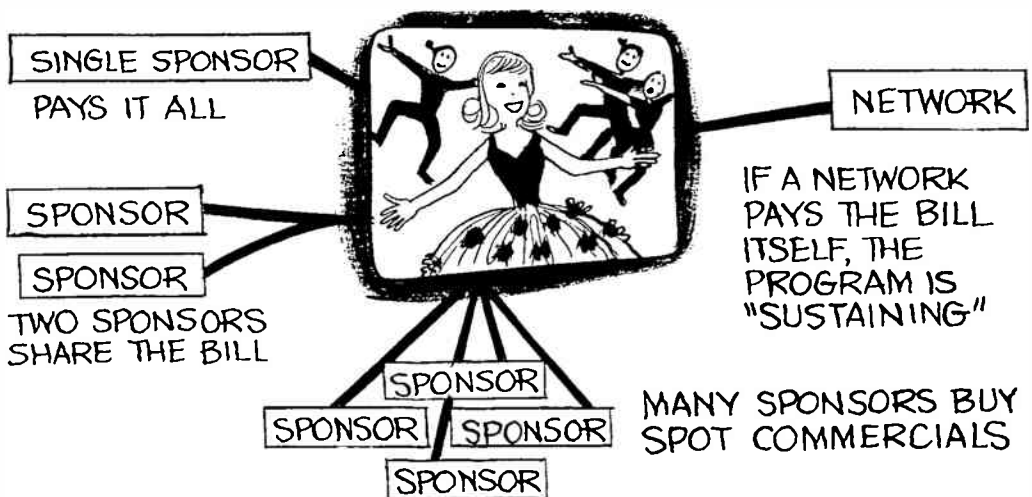 SINGLE SPONSOR
PAYS IT ALL
SPONSOR
SPONSOR
TWO SPONSORS
SHARE THE BILL
NETWORK
IF A NETWORK
PAYS THE BILL
ITSELF, THE
PROGRAM IS
"SUSTAINING"
SPONSOR
SPONSOR
SPONSOR
SPONSOR
MANY SPONSORS BUY
SPOT COMMERCIALS